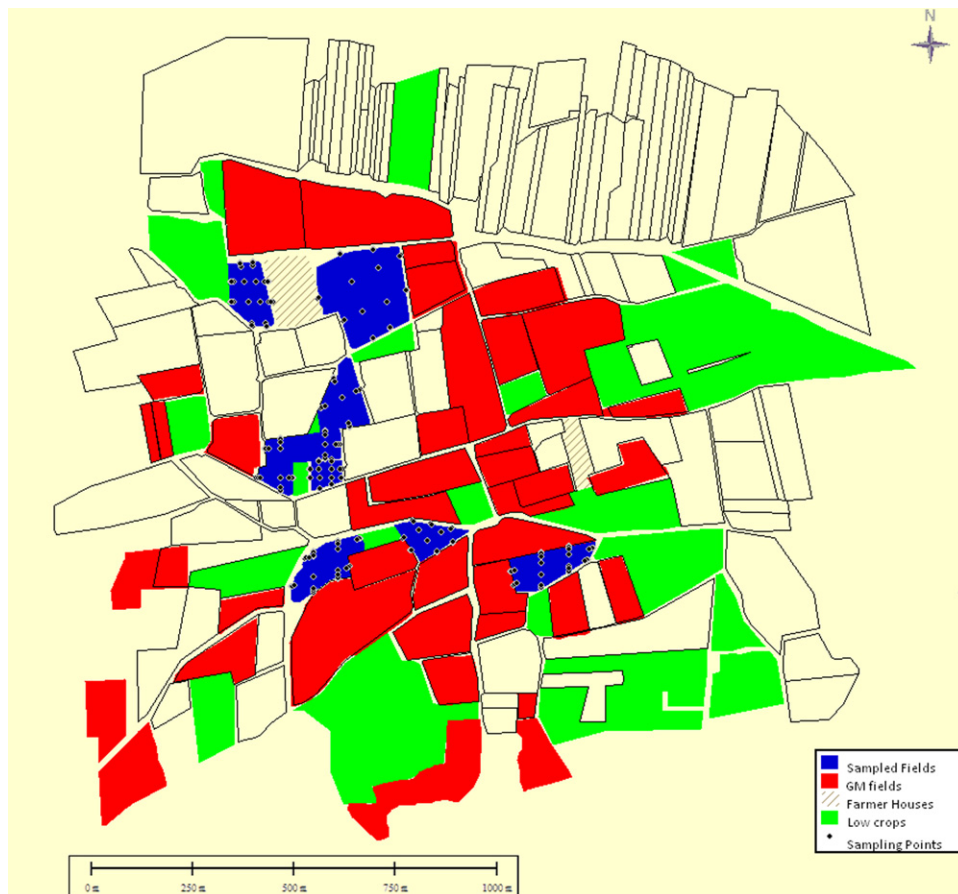 N
Sampled Fields
GM fields
Farmer Houses
Low crops
Sampling Points
0 m 250 m 500 m 750 m 1000 m